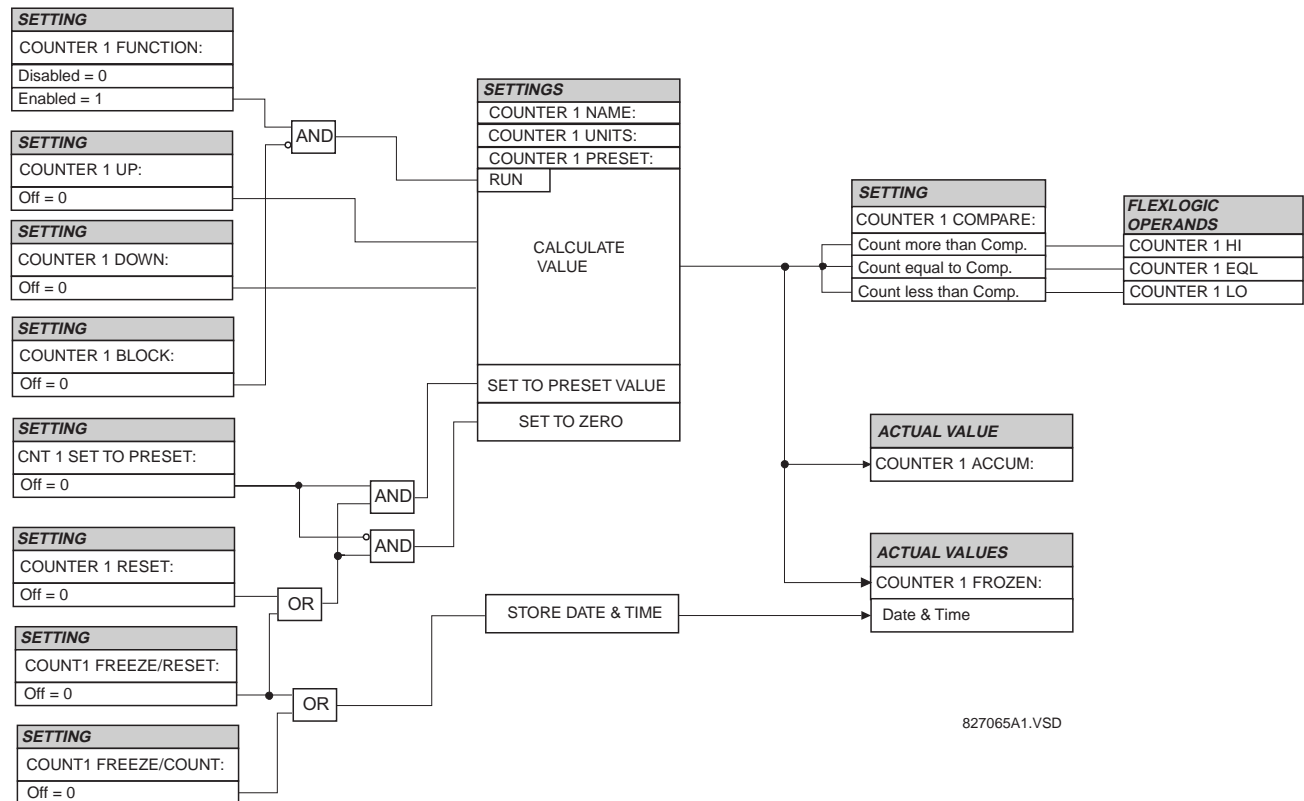 SETTING
COUNTER 1 FUNCTION:
Disabled = 0
Enabled = 1
SETTING
COUNTER 1 UP:
Off = 0
SETTING
COUNTER 1 DOWN:
Off = 0
SETTING
COUNTER 1 BLOCK:
Off = 0
SETTING
CNT 1 SET TO PRESET:
Off = 0
SETTING
COUNTER 1 RESET:
Off = 0
SETTING
COUNT1 FREEZE/RESET:
Off = 0
SETTING
COUNT1 FREEZE/COUNT:
Off = 0
AND
AND
AND
OR
OR
SETTINGS
COUNTER 1 NAME:
COUNTER 1 UNITS:
COUNTER 1 PRESET:
RUN
CALCULATE
VALUE
SET TO PRESET VALUE
SET TO ZERO
STORE DATE & TIME
SETTING
COUNTER 1 COMPARE:
Count more than Comp.
Count equal to Comp.
Count less than Comp.
FLEXLOGIC
OPERANDS
COUNTER 1 HI
COUNTER 1 EQL
COUNTER 1 LO
ACTUAL VALUE
COUNTER 1 ACCUM:
ACTUAL VALUES
COUNTER 1 FROZEN:
Date & Time
827065A1.VSD